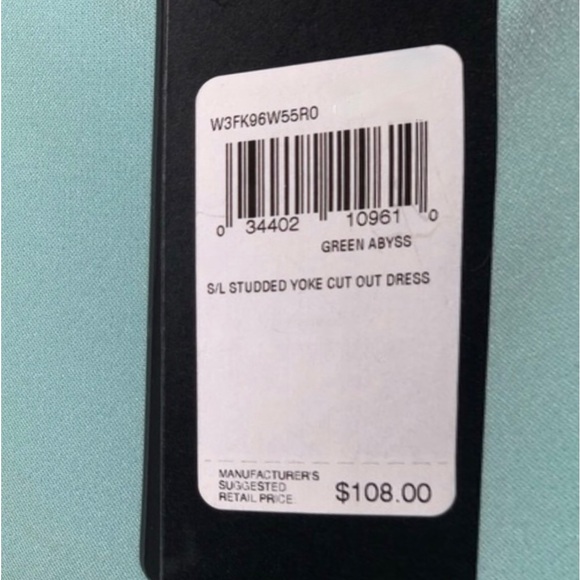 W3FK96W55R0
0 34402 10961 0
GREEN ABYSS
S/L STUDDED YOKE CUT OUT DRESS
MANUFACTURER'S
SUGGESTED
RETAIL PRICE $108.00